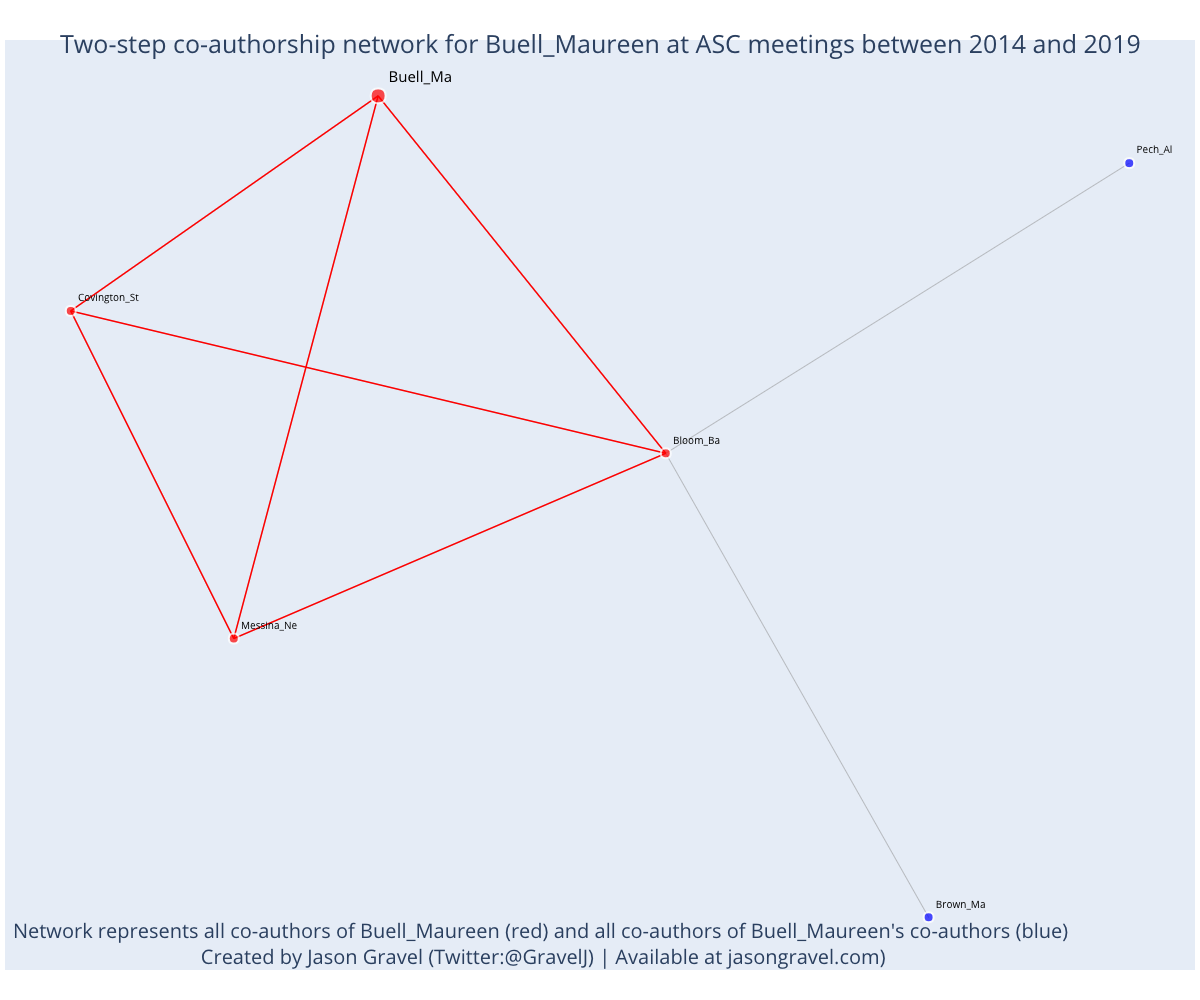 Two-step co-authorship network for Buell_Maureen at ASC meetings between 2014 and 2019
Buell_Ma
Pech_Al
Covington_St
Bloom_Ba
Messina_Ne
Brown_Ma
Network represents all co-authors of Buell_Maureen (red) and all co-authors of Buell_Maureen's co-authors (blue)
Created by Jason Gravel (Twitter:@GravelJ) | Available at jasongravel.com)